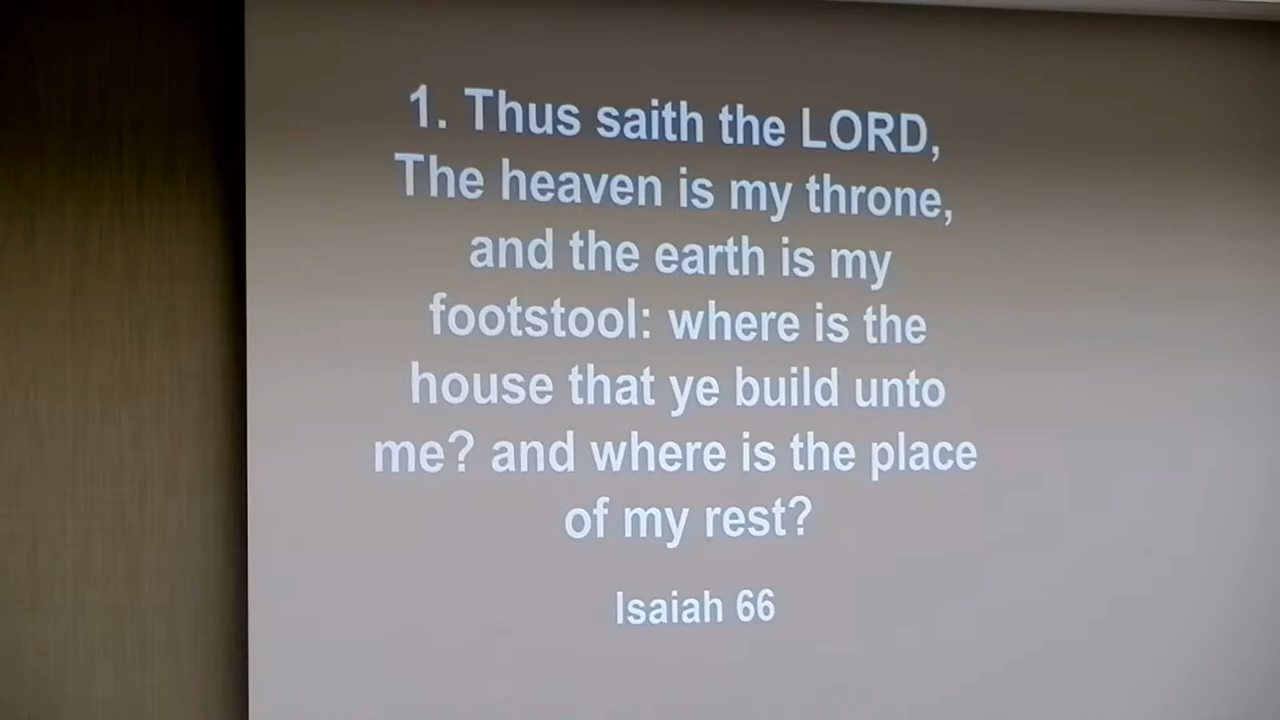 1. Thus saith the LORD,
The heaven is my throne,
and the earth is my
footstool: where is the
house that ye build unto
me? and where is the place
of my rest?
Isaiah 66